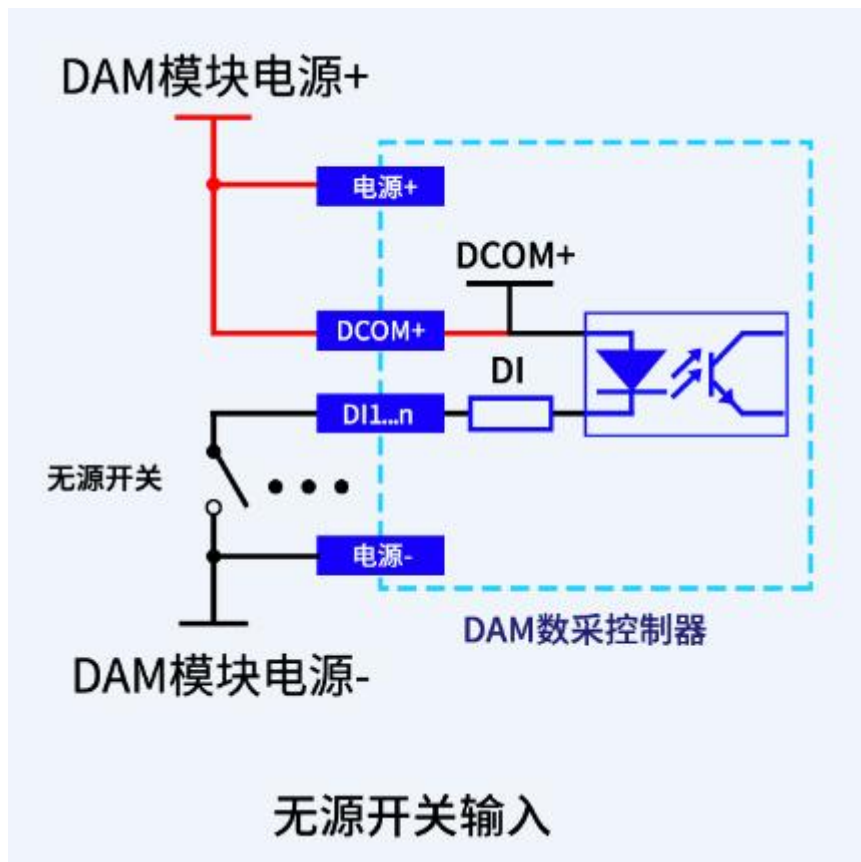 DAM模块电源+
电源+
DCOM+
DCOM+
DI
DI1...n
无源开关
电源-
DAM数采控制器
DAM模块电源-
无源开关输入